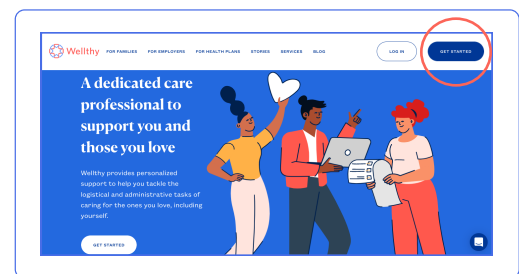 Wellthy FOR FAMILIES FOR EMPLOYERS FOR HEALTH PLANS STORIES SERVICES BLOG LOG IN GET STARTED
A dedicated care
professional to
support you and
those you love
Wellthy provides personalized
support to help you tackle the
logistical and administrative tasks of
caring for the ones you love, including
yourself.
GET STARTED